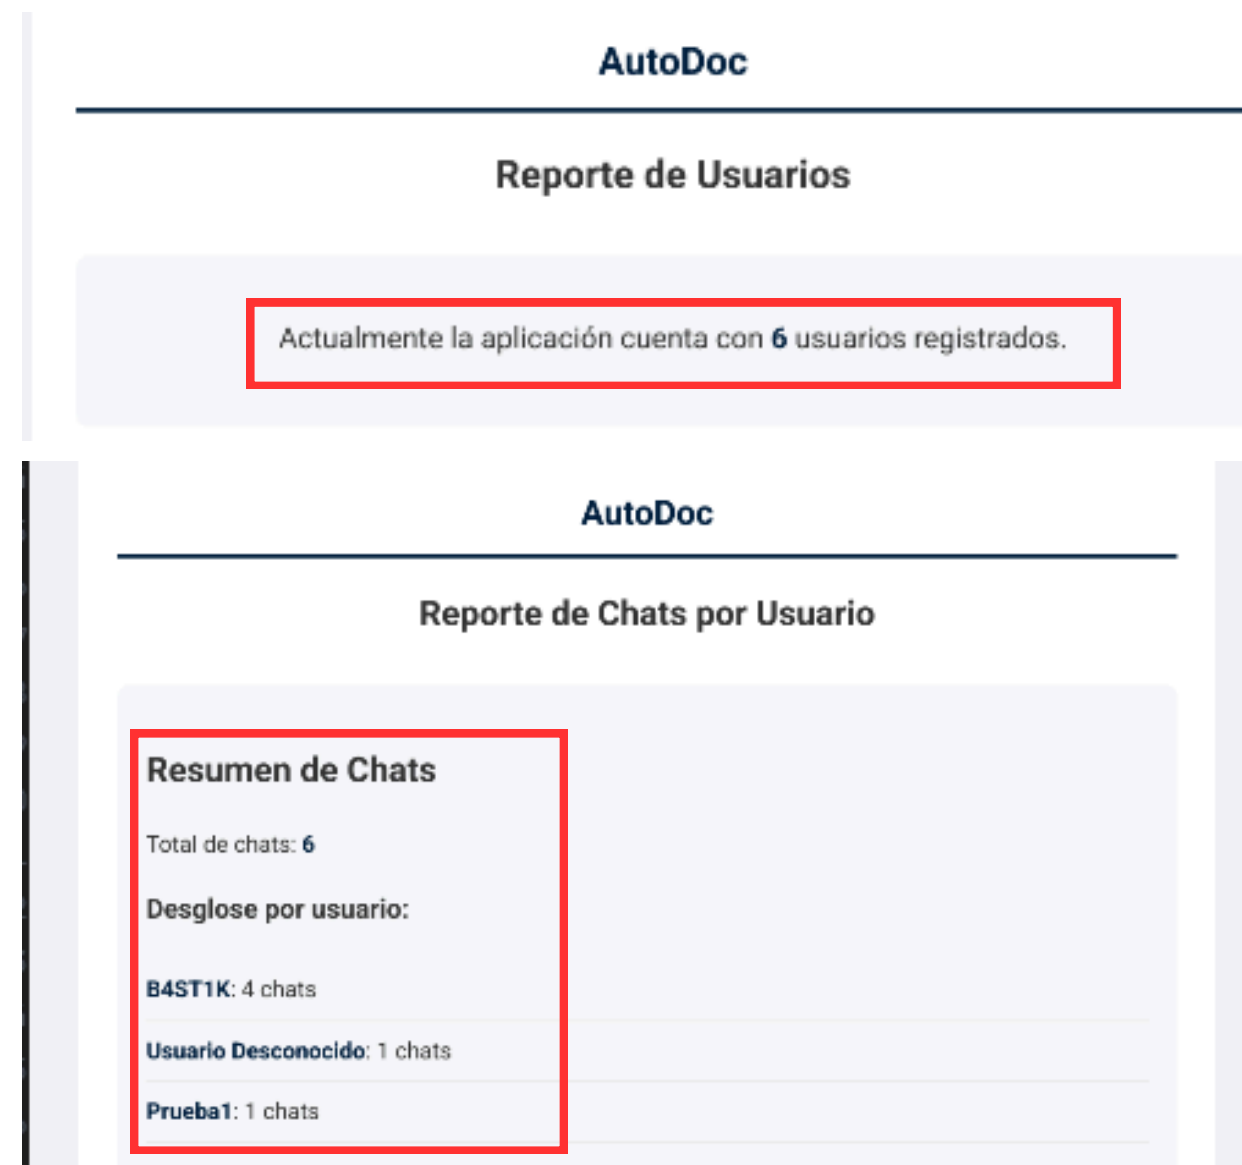 AutoDoc
Reporte de Usuarios
Actualmente la aplicación cuenta con 6 usuarios registrados.
AutoDoc
Reporte de Chats por Usuario
Resumen de Chats
Total de chats: 6
Desglose por usuario:
B4ST1K: 4 chats
Usuario Desconocido: 1 chats
Prueba1: 1 chats